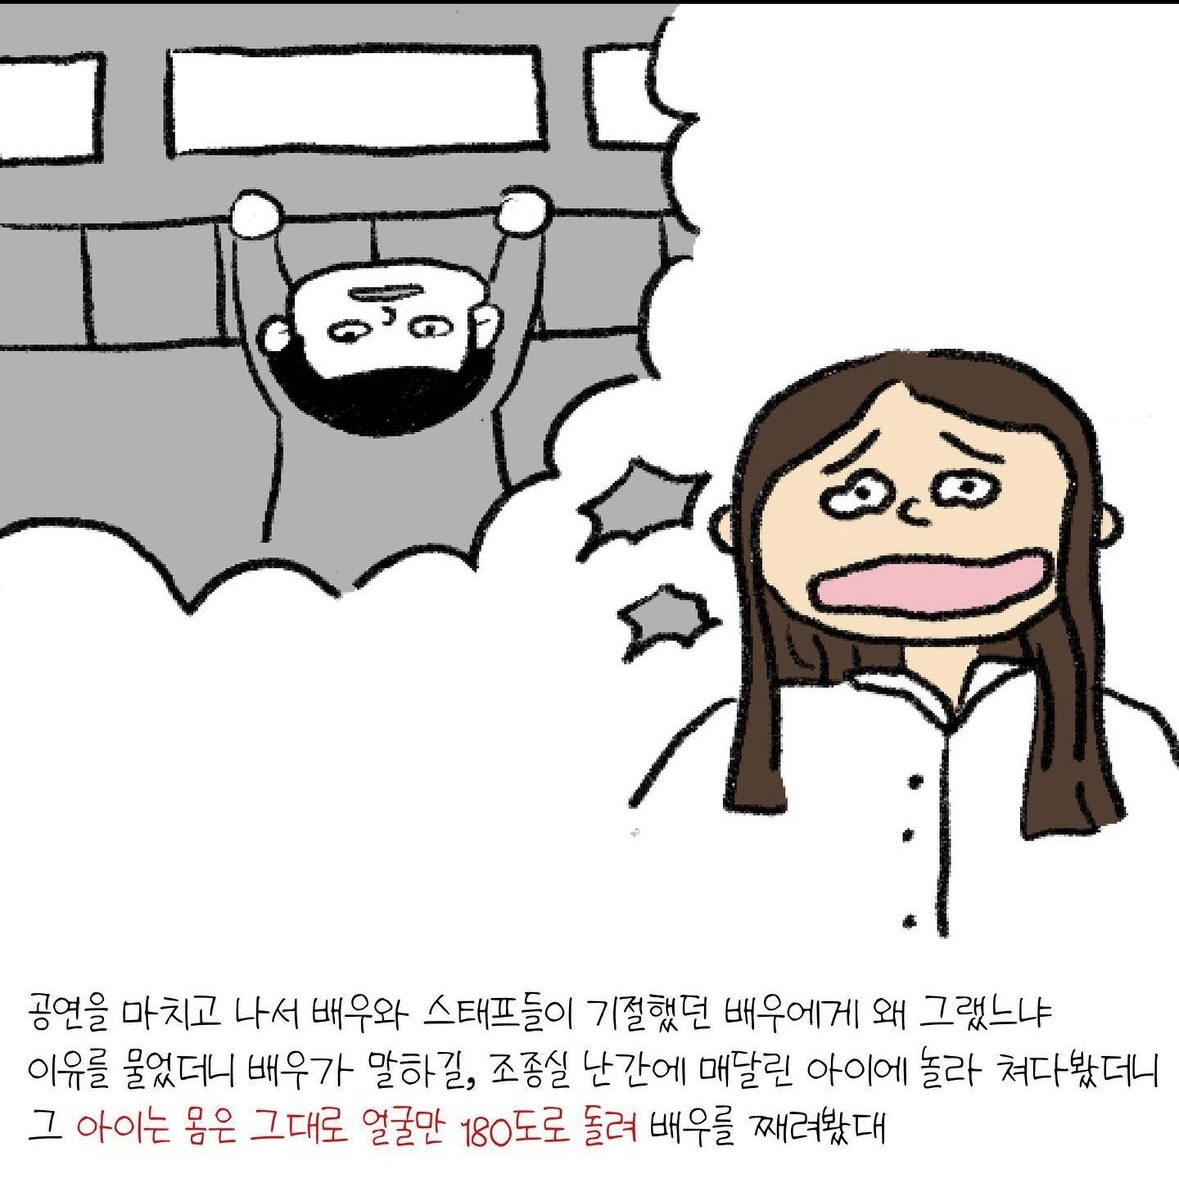 공연을 마치고 나서 배우와 스태프들이 기절했던 배우에게 왜 그랬느냐
이유를 물었더니 배우가 말하길, 조종실 난간에 매달린 아이에 놀라 쳐다봤더니
그 아이는 몸은 그대로 얼굴만 180도로 돌려 배우를 째려봤대